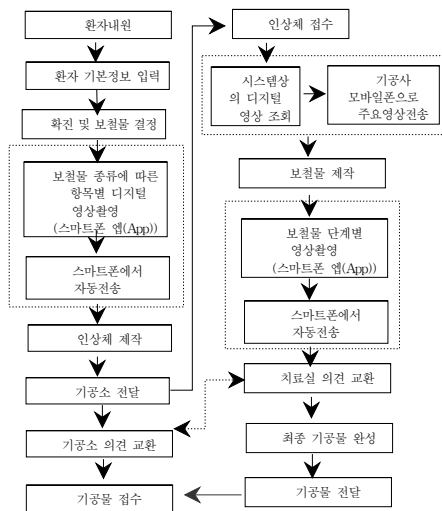 환자내원
환자 기본정보 입력
확진 및 보철물 결정
보철물 종류에 따른
항목별 디지털
영상촬영
(스마트폰 앱(App))
스마트폰에서
자동전송
인상체 제작
기공소 전달
기공소 의견 교환
기공물 접수
인상체 접수
시스템상
의 디지털
영상 조회
기공사
모바일폰으로
주요영상전송
보철물 제작
보철물 단계별
영상촬영
(스마트폰 앱(App))
스마트폰에서
자동전송
치료실 의견 교환
최종 기공물 완성
기공물 전달